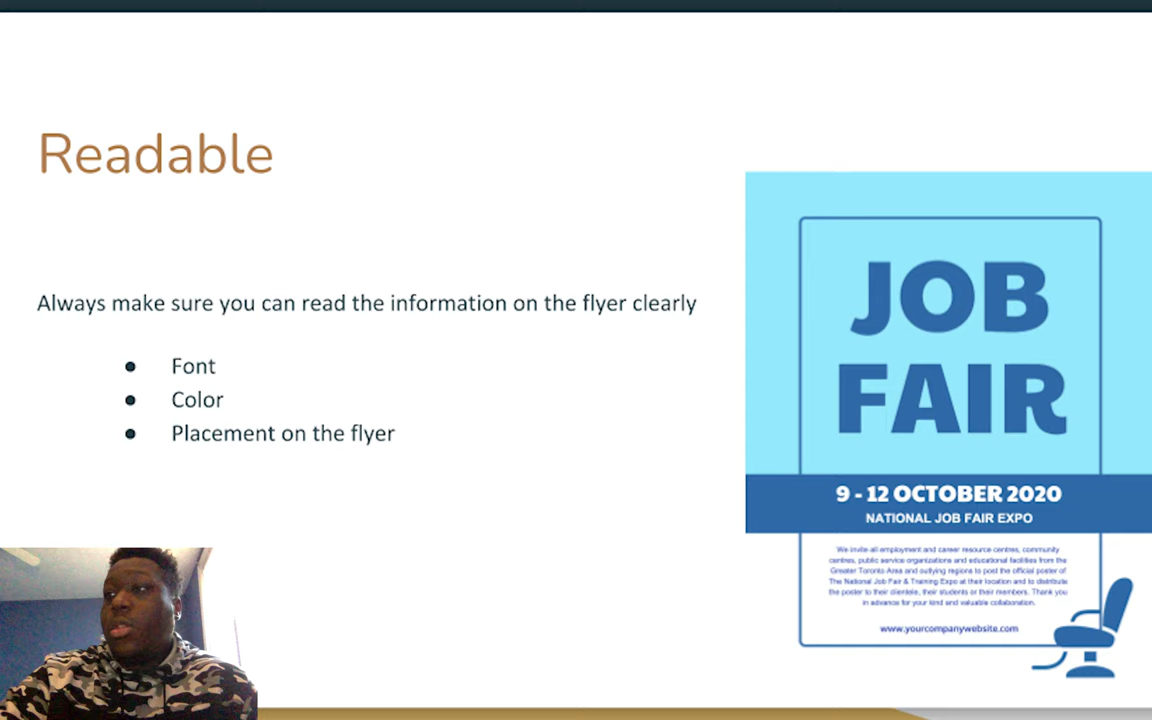 Readable
Always make sure you can read the information on the flyer clearly
● Font
● Color
● Placement on the flyer
JOB
FAIR
9 - 12 OCTOBER 2020
NATIONAL JOB FAIR EXPO
We invite all employment and career resource centres, community
centres, public service organizations and educational facilities from the
Greater Toronto Area and outlying regions to post the official poster of
The National Job Fair & Training Expo at their location and to distribute
the poster to their clientele, their students or their members. Thank you
in advance for your kind and valuable collaboration.
www.yourcompanywebsite.com